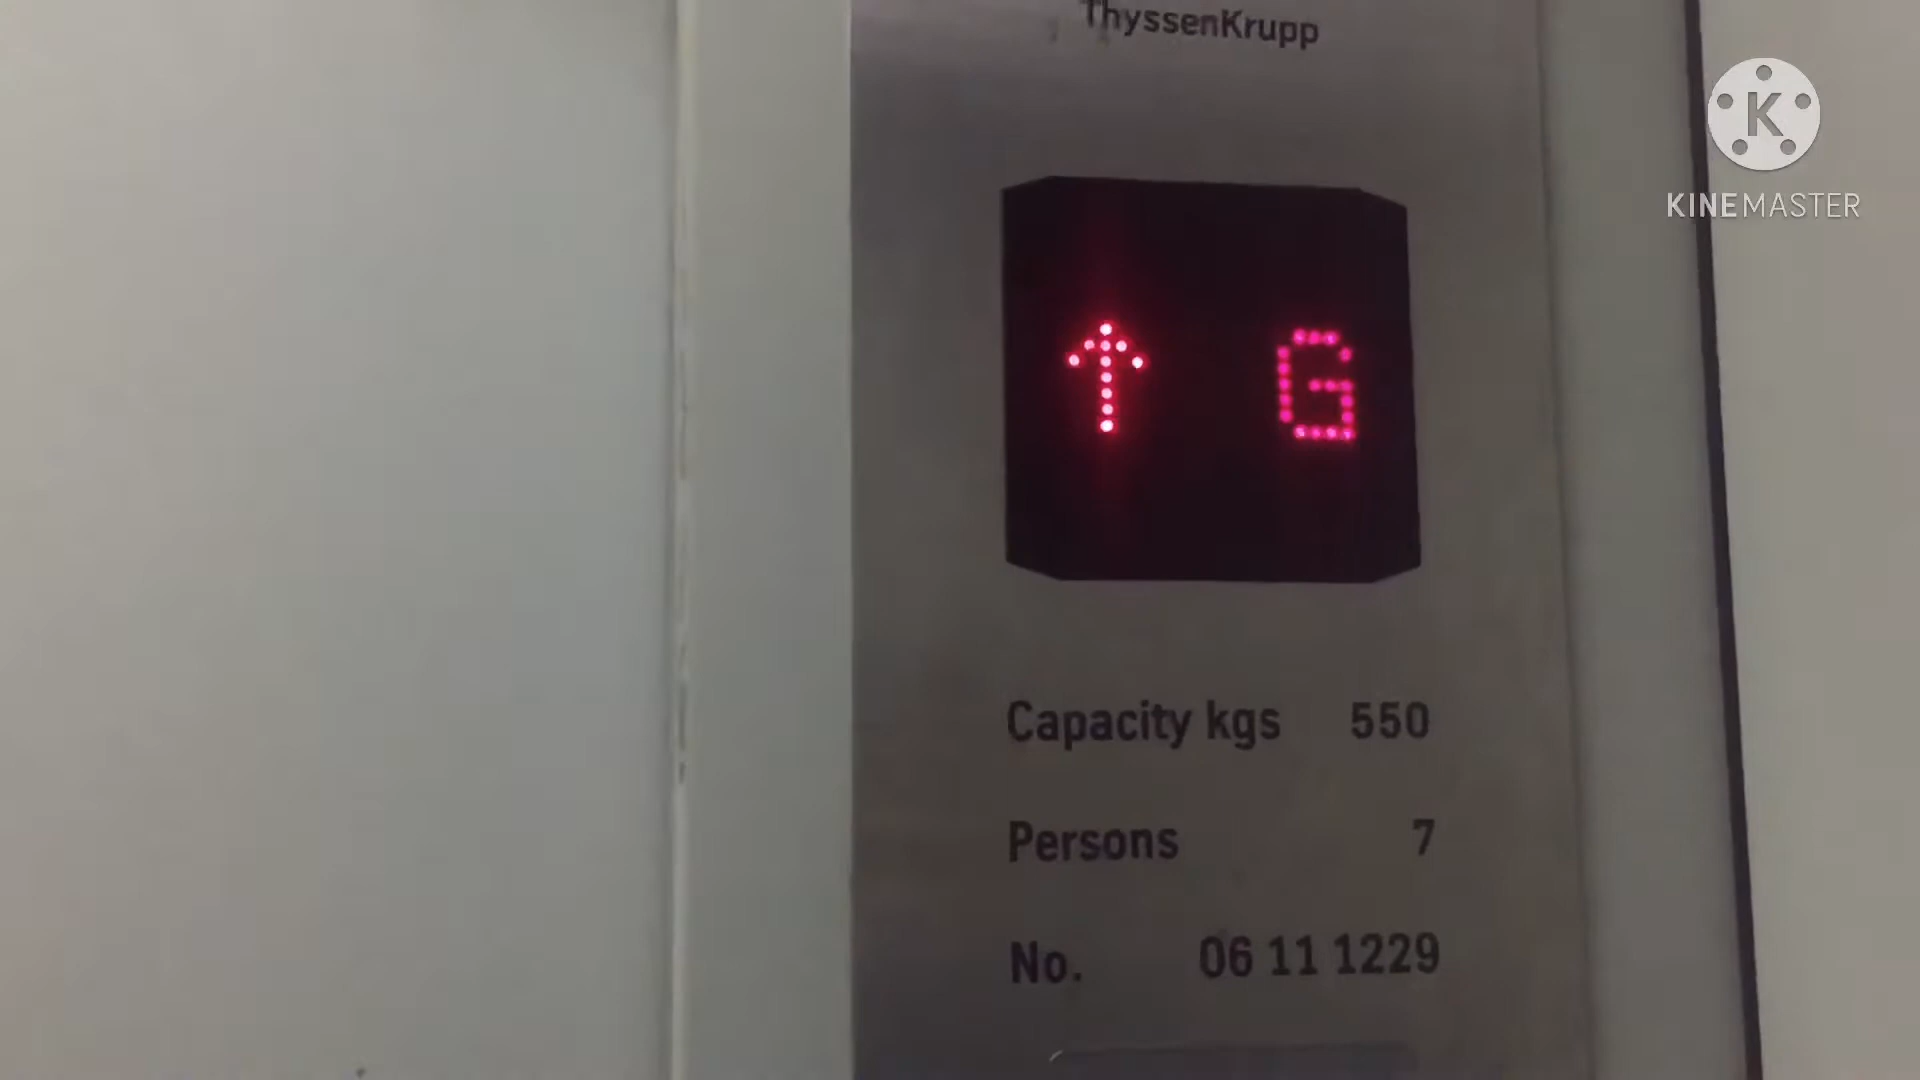 ThyssenKrupp
K
KINEMASTER
↑ G
Capacity kgs 550
Persons 7
No. 06 11 1229